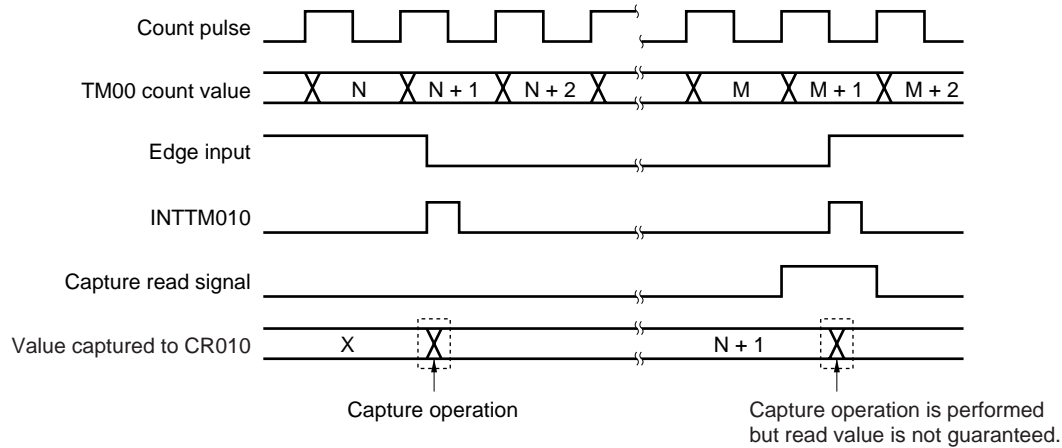 Count pulse
TM00 count value
N
N + 1
N + 2
M
M + 1
M + 2
Edge input
INTTM010
Capture read signal
Value captured to CR010
X
N + 1
Capture operation
Capture operation is performed
but read value is not guaranteed.